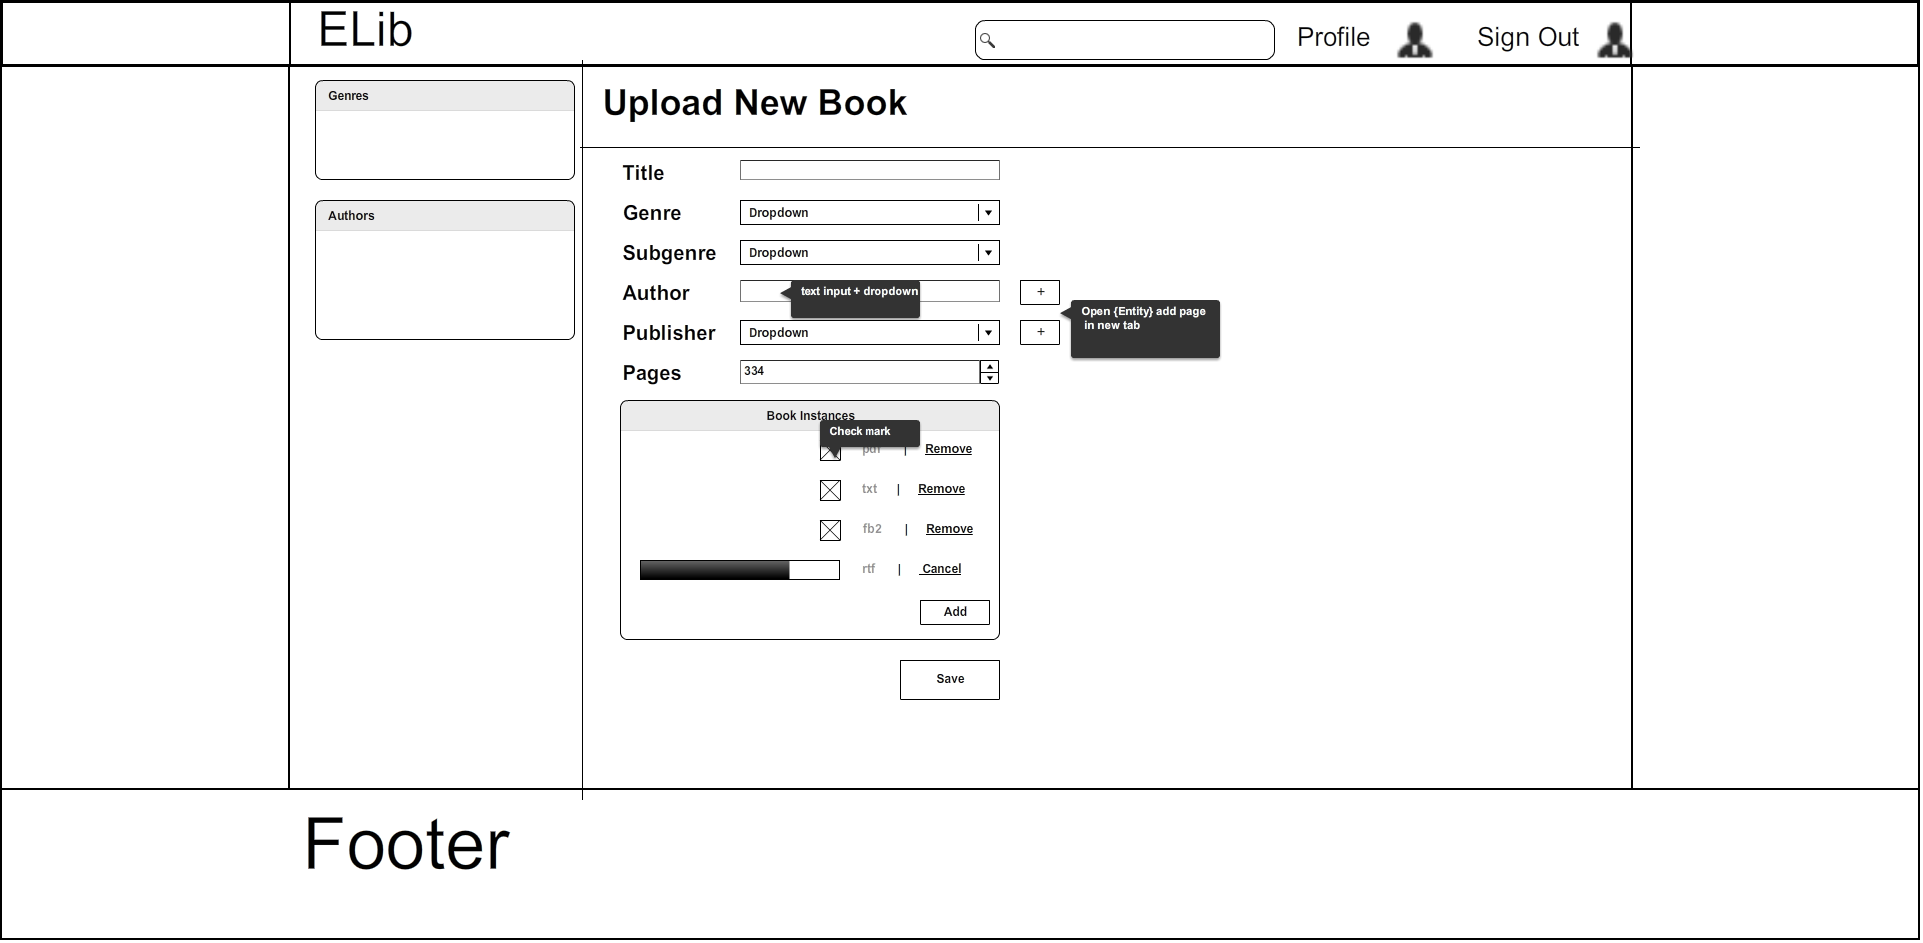 ELib
Profile
Sign Out
Genres
Authors
Upload New Book
Title
Genre
Dropdown
Subgenre
Dropdown
Author
text input + dropdown
+
Open {Entity} add page
in new tab
Publisher
Dropdown
+
Pages
334
Book Instances
Check mark
pdf | Remove
txt | Remove
fb2 | Remove
rtf | Cancel
Add
Save
Footer